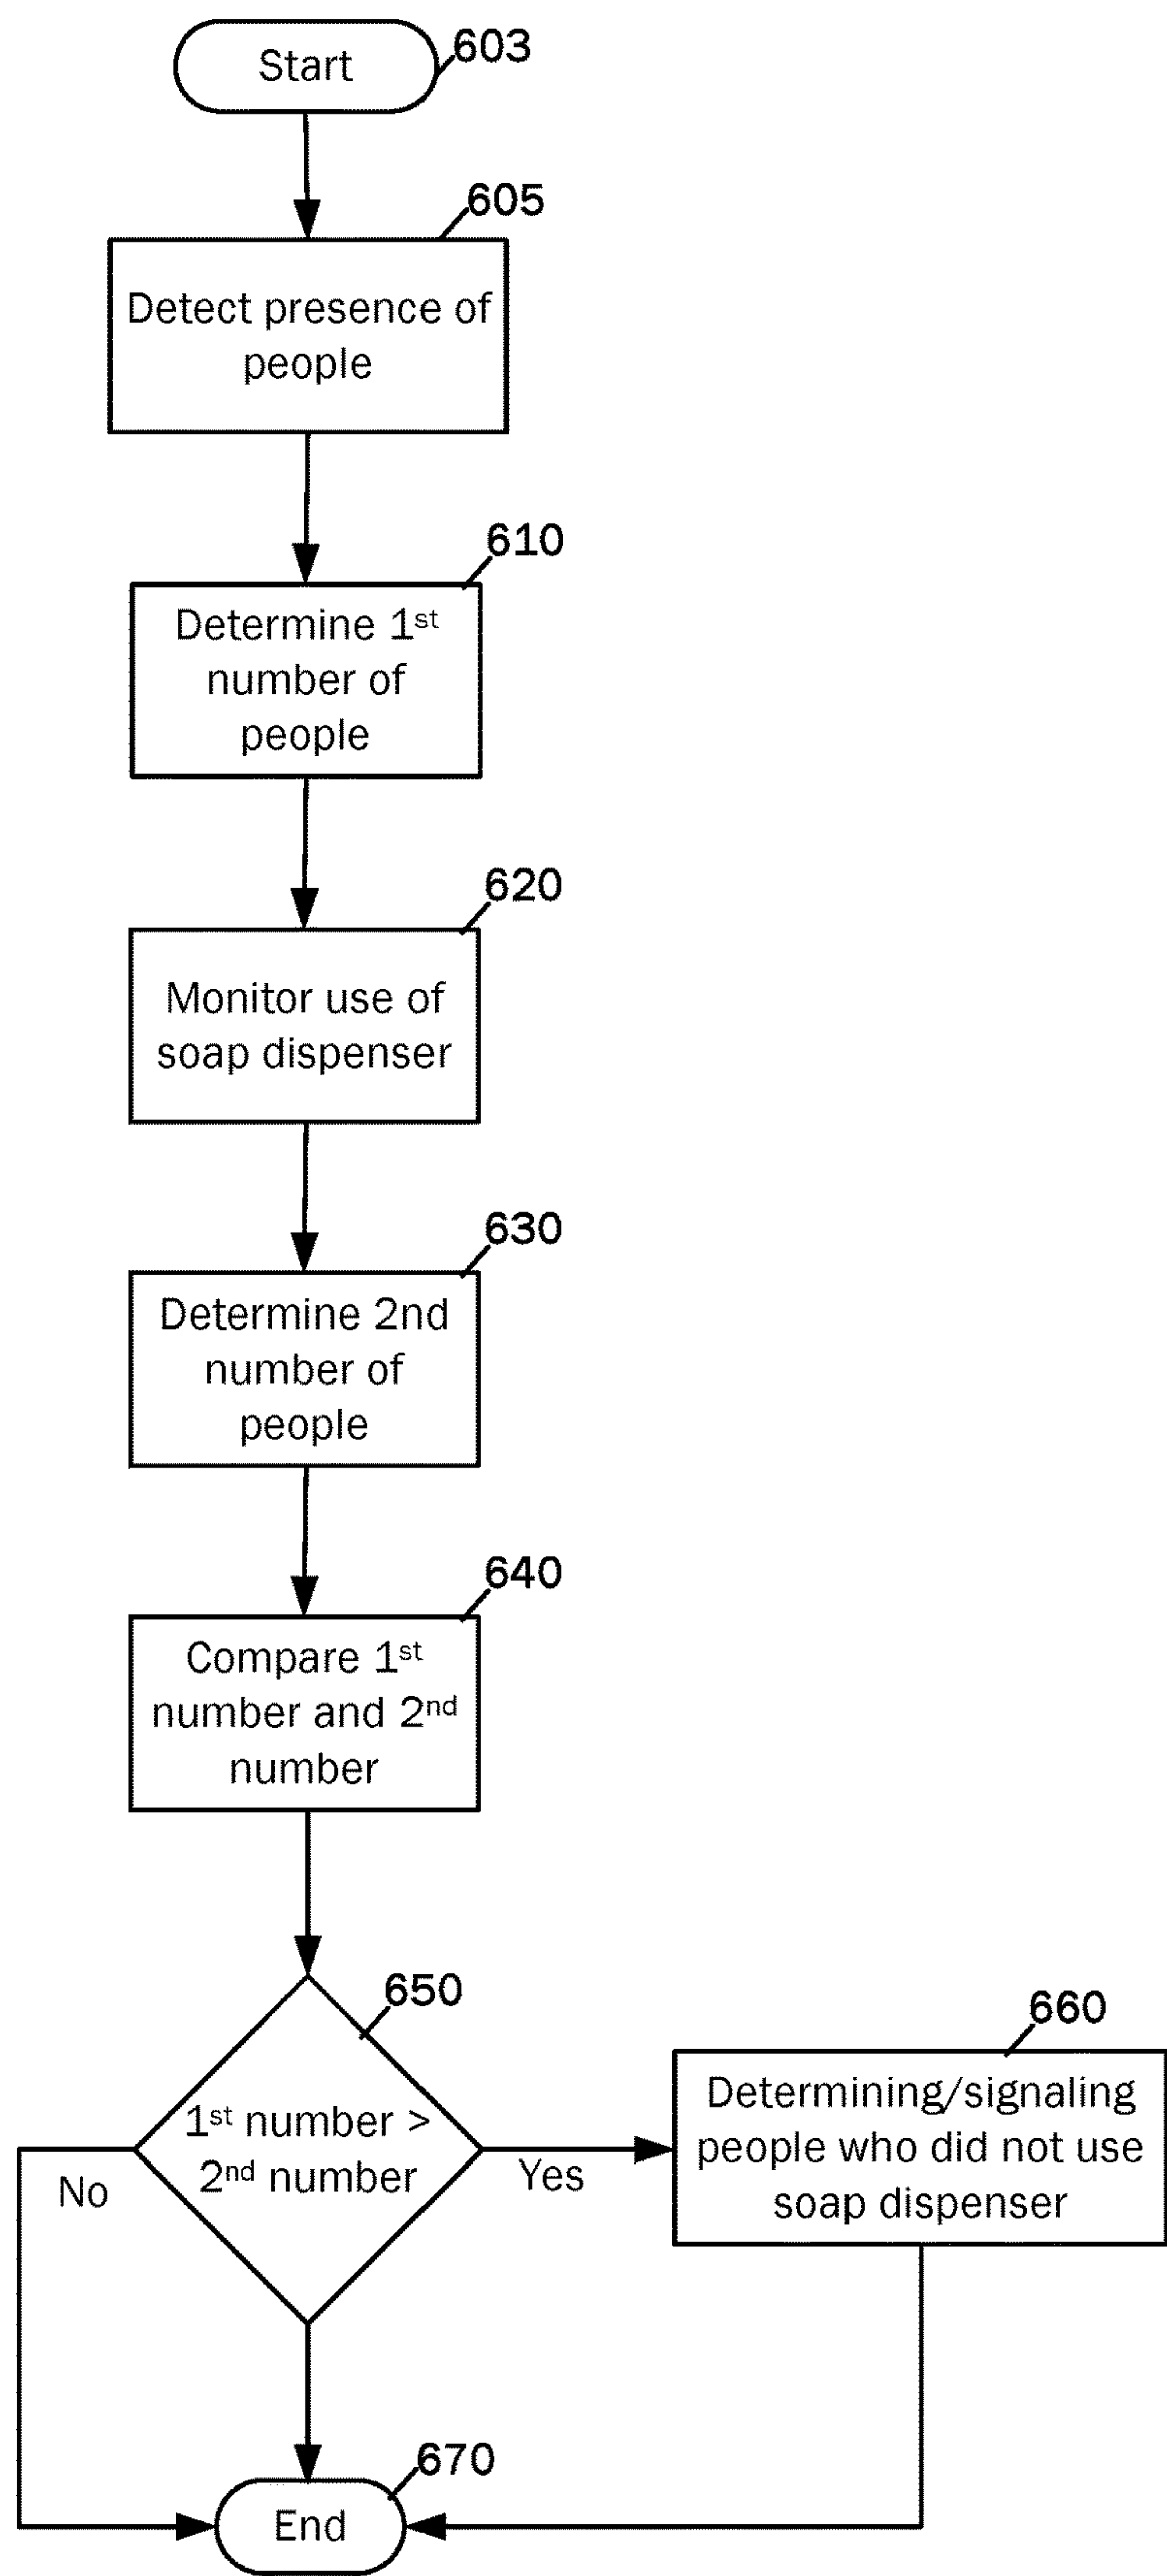 Start
603
605
Detect presence of
people
610
Determine 1st
number of
people
620
Monitor use of
soap dispenser
630
Determine 2nd
number of
people
640
Compare 1st
number and 2nd
number
650
1st number >
2nd number
No
Yes
660
Determining/signaling
people who did not use
soap dispenser
670
End